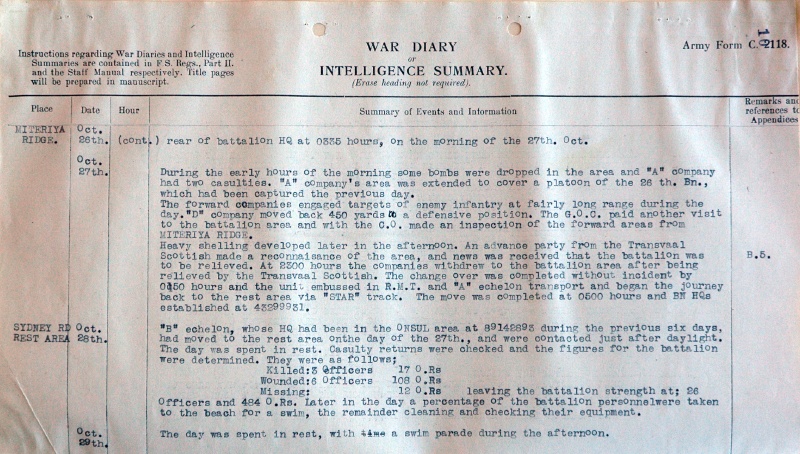 WAR DIARY
or
INTELLIGENCE SUMMARY.
(Erase heading not required).
Instructions regarding War Diaries and Intelligence
Summaries are contained in F.S. Regs., Part II.
and the Staff Manual respectively. Title pages
will be prepared in manuscript.
Army Form C. 2118.
Place Date Hour Summary of Events and Information Remarks and references to Appendices
MITERIYA RIDGE. Oct. 26th. (cont.) rear of battalion HQ at 0335 hours, on the morning of the 27th. Oct.
Oct.
27th. During the early hours of the morning some bombs were dropped in the area and "A" company
had two casulties. "A" company's area was extended to cover a platoon of the 26 th. Bn.,
which had been captured the previous day.
The forward companies engaged targets of enemy infantry at fairly long range during the
day. "D" company moved back 450 yards to a defensive position. The G.O.C. paid another visit
to the battalion area and with the C.O. made an inspection of the forward areas from
MITERIYA RIDGE.
Heavy shelling developed later in the afternoon. An advance party from the Transvaal
Scottish made a reconnaisance of the area, and news was received that the battalion was B.5.
to be relieved. At 2300 hours the companies withdrew to the battalion area after being
relieved by the Transvaal Scottish. The change over was completed without incident by
hours and the unit embussed in R.M.T. and "A" echelon transport and began the journey
back to the rest area via "STAR" track. The move was completed at 0500 hours and BN HQs
established at 43299931.
SYDNEY RD Oct. "B" echelon, whose HQ had been in the ONSUL area at 89142893 during the previous six days,
REST AREA 28th. had moved to the rest area onthe day of the 27th., and were contacted just after daylight.
The day was spent in rest. Casulty returns were checked and the figures for the battalion
were determined. They were as follows;
Killed:3 Officers 17 O.Rs
Wounded:6 Officers 108 O.Rs
Missing: 12 O.Rs leaving the battalion strength at; 26
Officers and 484 O.Rs. Later in the day a percentage of the battalion personnelwere taken
to the beach for a swim, the remainder cleaning and checking their equipment.
Oct.
29th. The day was spent in rest, with time a swim parade during the afternoon.